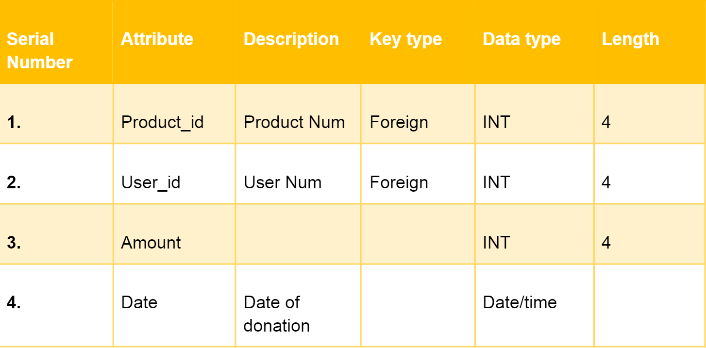 Serial Number Attribute Description Key type Data type Length
1. Product_id Product Num Foreign INT 4
2. User_id User Num Foreign INT 4
3. Amount INT 4
4. Date Date of donation Date/time